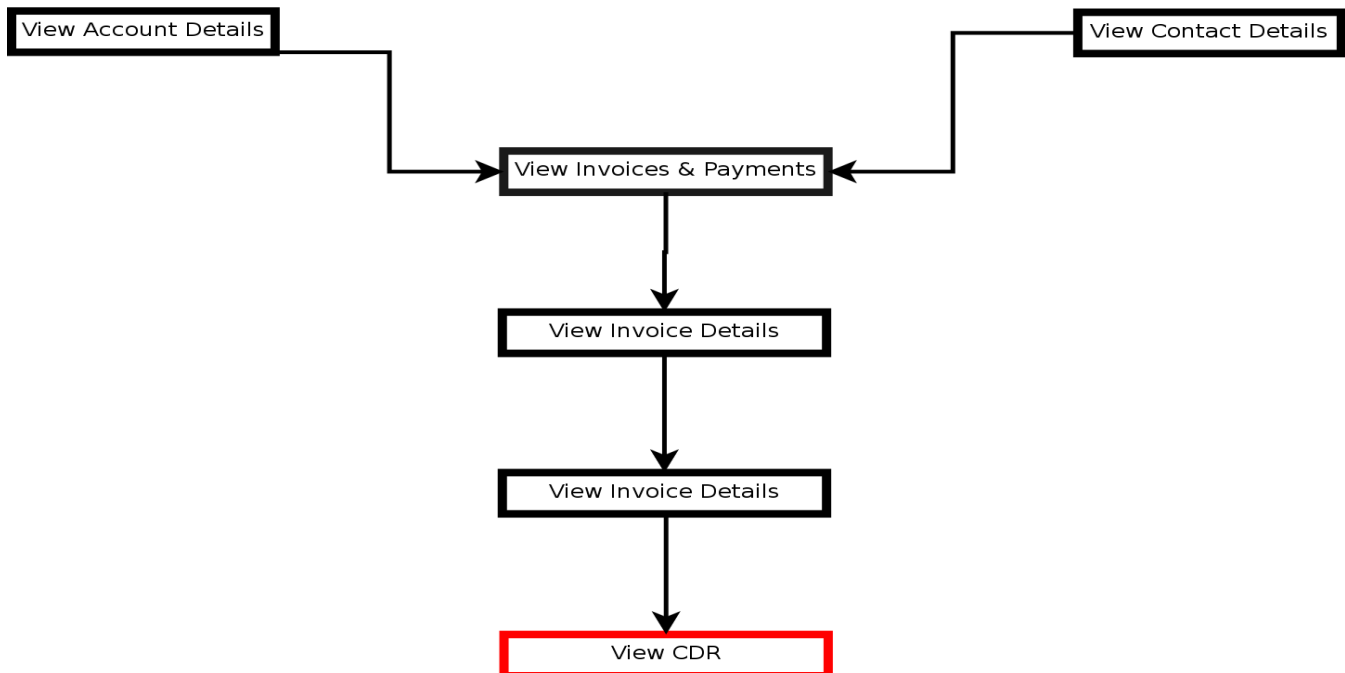 View Account Details
View Contact Details
View Invoices & Payments
View Invoice Details
View Invoice Details
View CDR